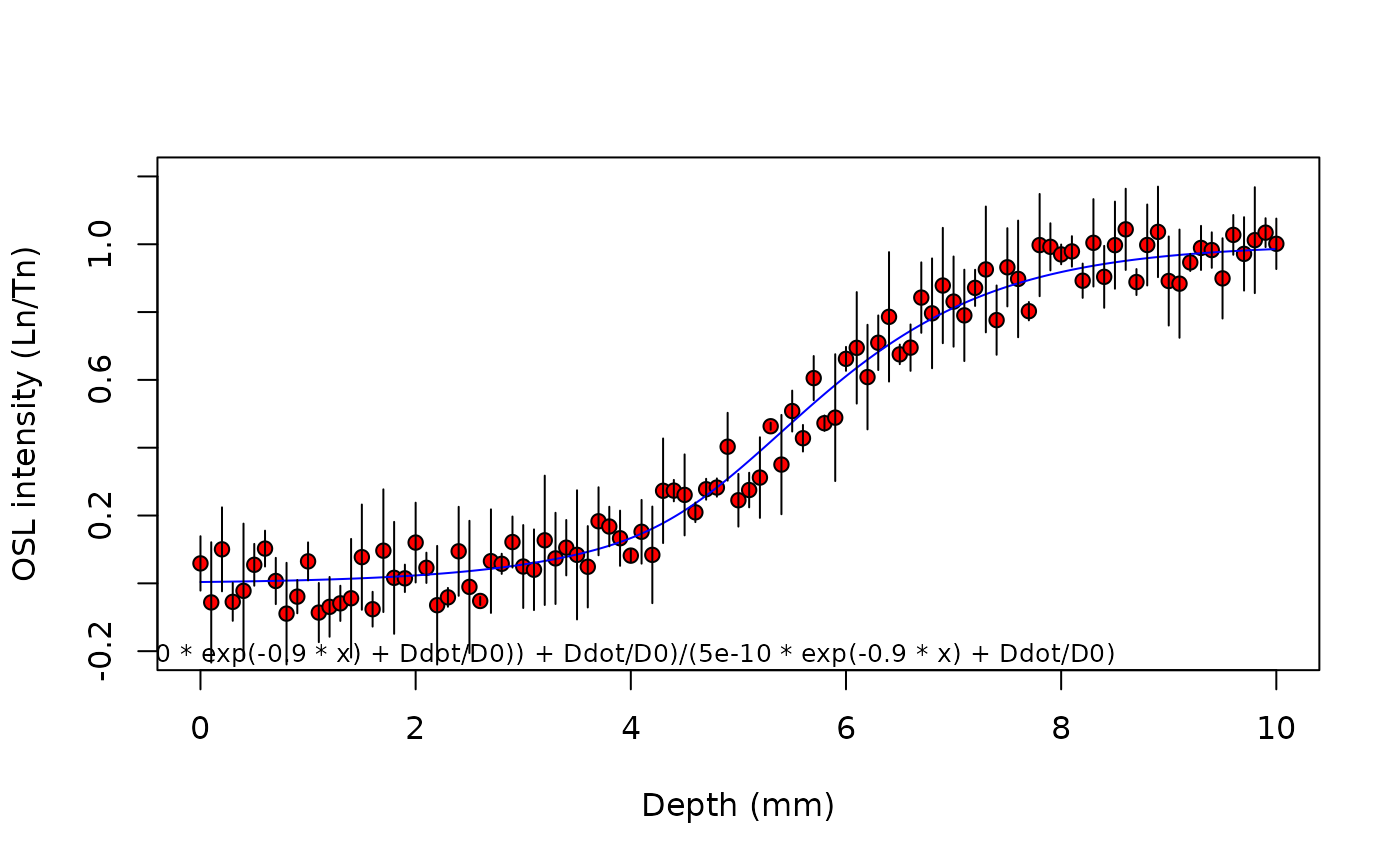 OSL intensity (Ln/Tn)
1.0
0.6
0.2
-0.2
0 * exp(-0.9 * x) + Ddot/D0)) + Ddot/D0)/(5e-10 * exp(-0.9 * x) + Ddot/D0)
0 2 4 6 8 10
Depth (mm)